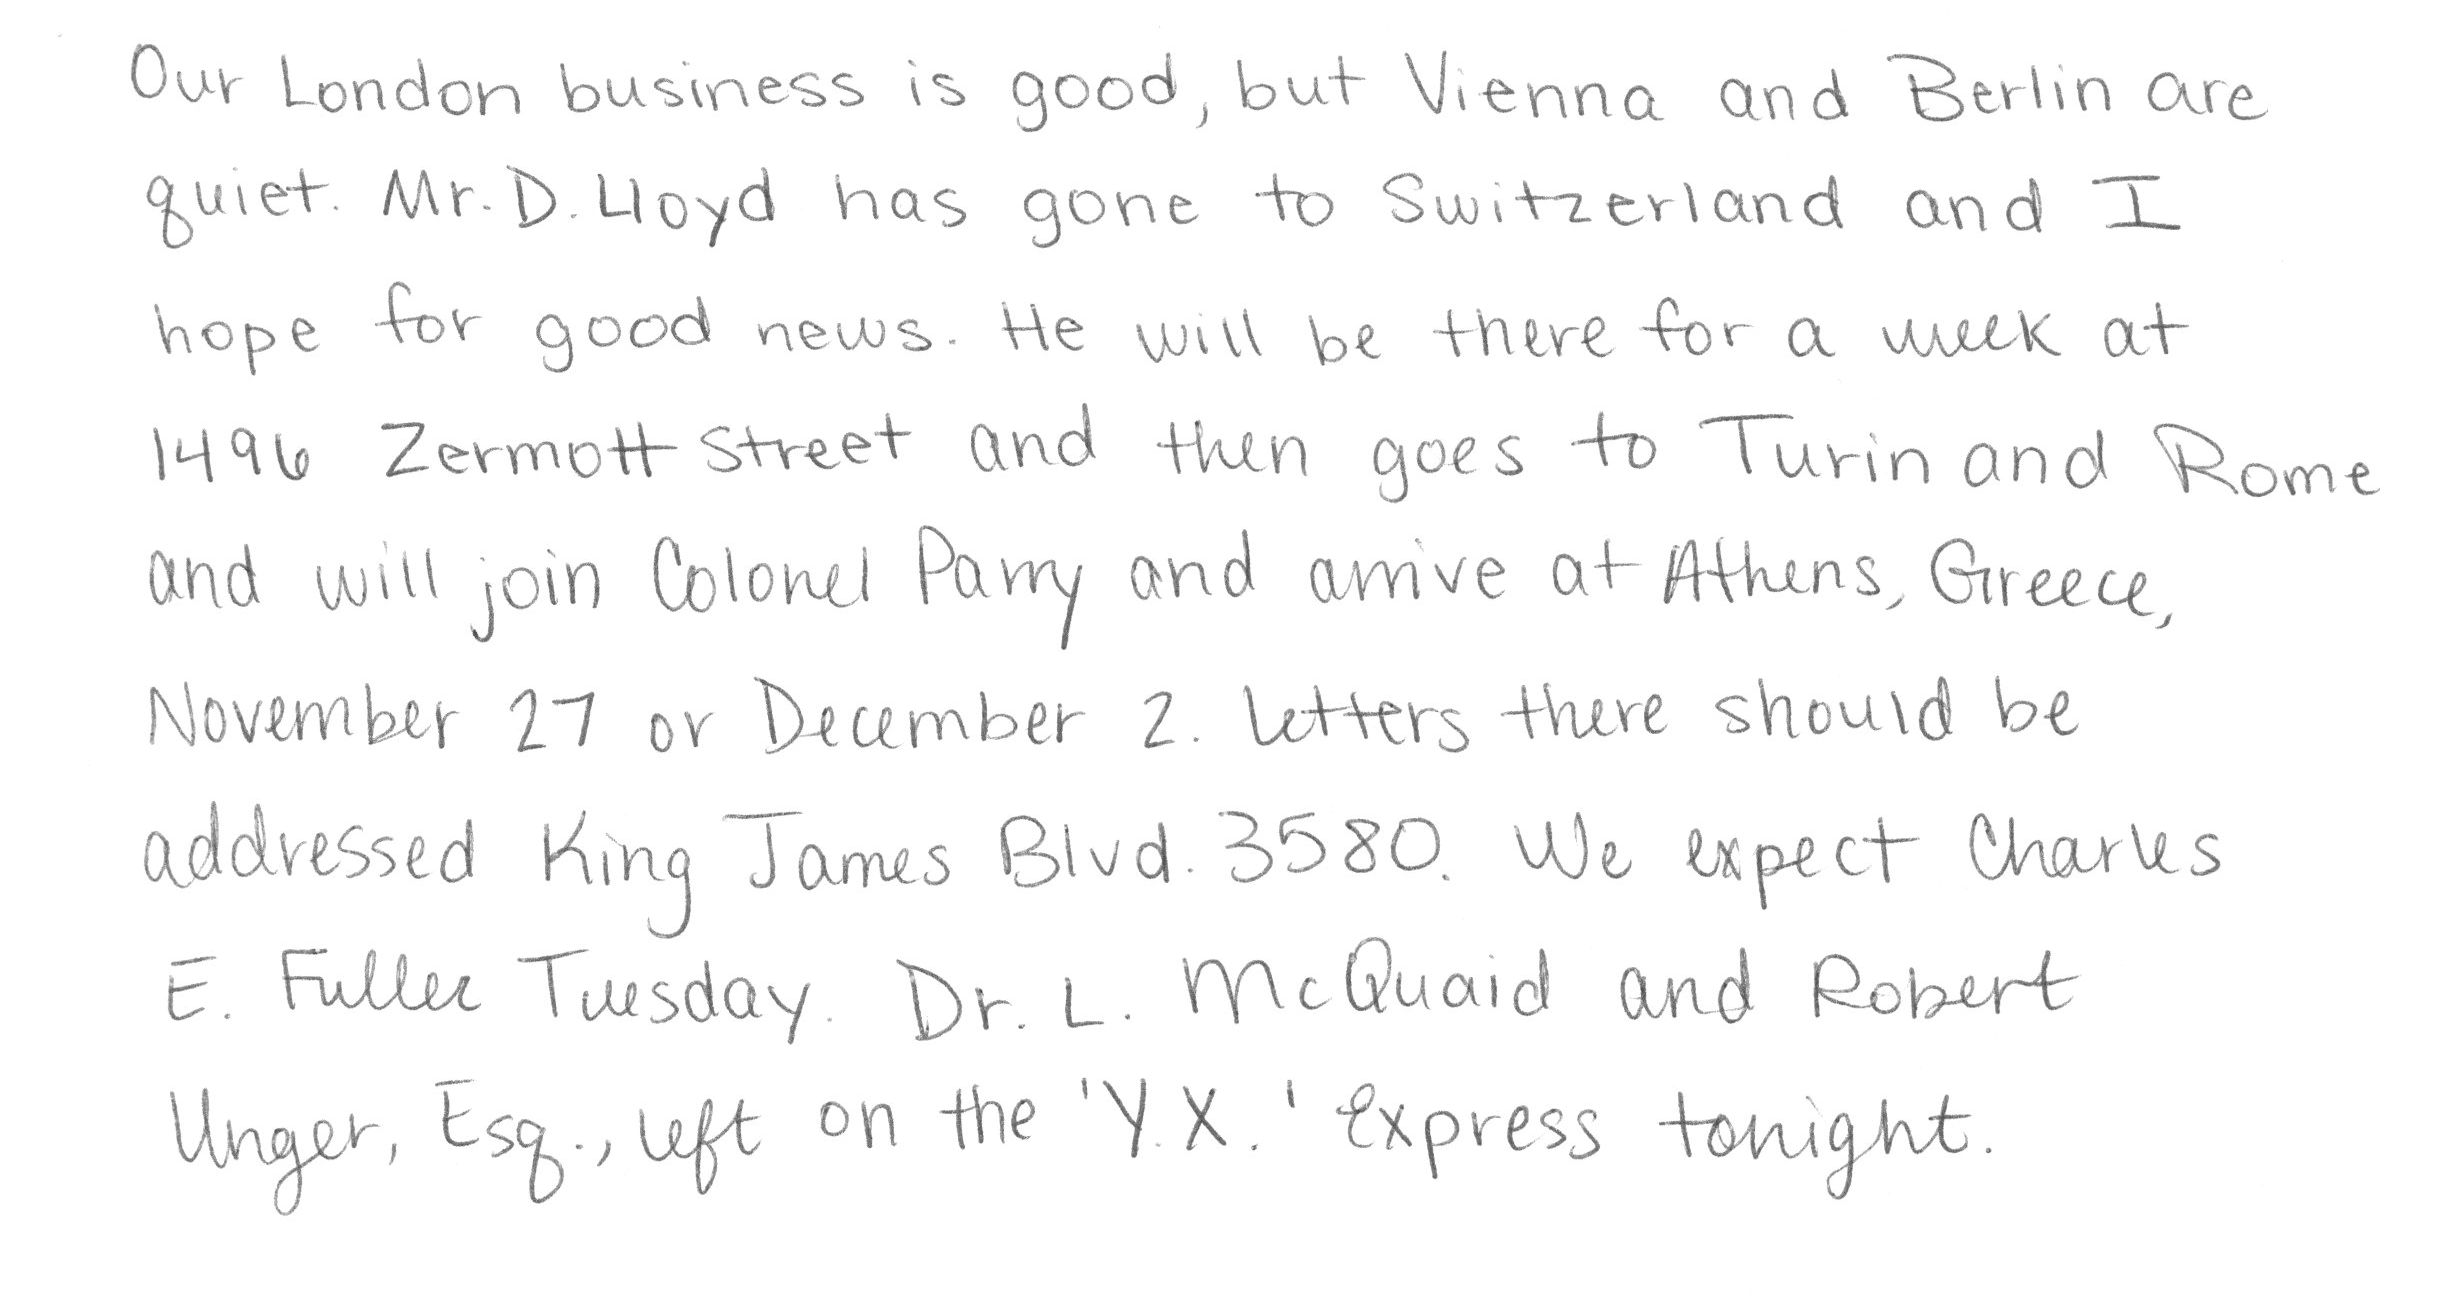 Our London business is good, but Vienna and Berlin are
quiet. Mr. D. Lloyd has gone to Switzerland and I
hope for good news. He will be there for a week at
1496 Zermott Street and then goes to Turin and Rome
and will join Colonel Parry and arrive at Athens, Greece,
November 27 or December 2. Letters there should be
addressed King James Blvd. 3580. We expect Charles
E. Fuller Tuesday. Dr. L. McQuaid and Robert
Unger, Esq., left on the 'Y.X.' Express tonight.